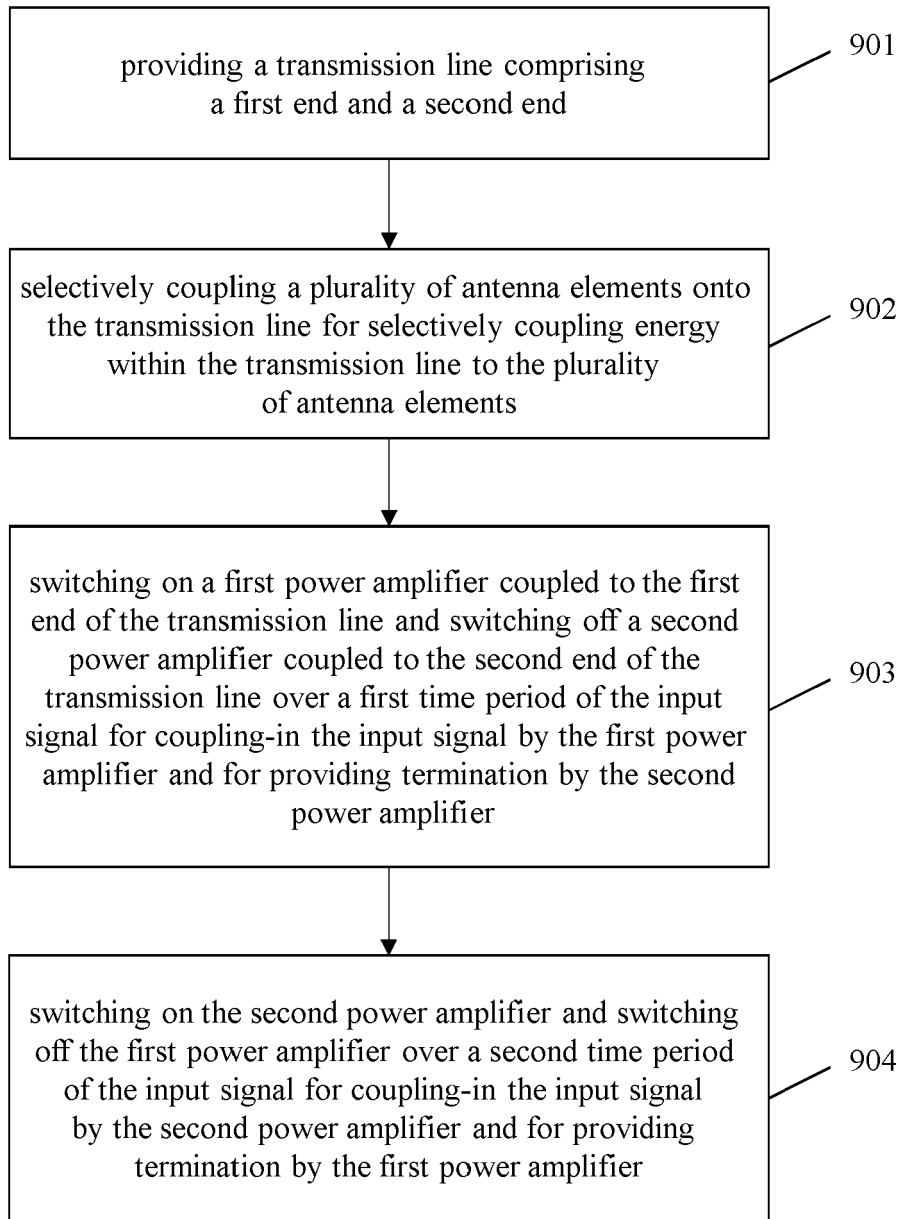 providing a transmission line comprising
a first end and a second end
901
selectively coupling a plurality of antenna elements onto
the transmission line for selectively coupling energy
within the transmission line to the plurality
of antenna elements
902
switching on a first power amplifier coupled to the first
end of the transmission line and switching off a second
power amplifier coupled to the second end of the
transmission line over a first time period of the input
signal for coupling-in the input signal by the first power
amplifier and for providing termination by the second
power amplifier
903
switching on the second power amplifier and switching
off the first power amplifier over a second time period
of the input signal for coupling-in the input signal
by the second power amplifier and for providing
termination by the first power amplifier
904